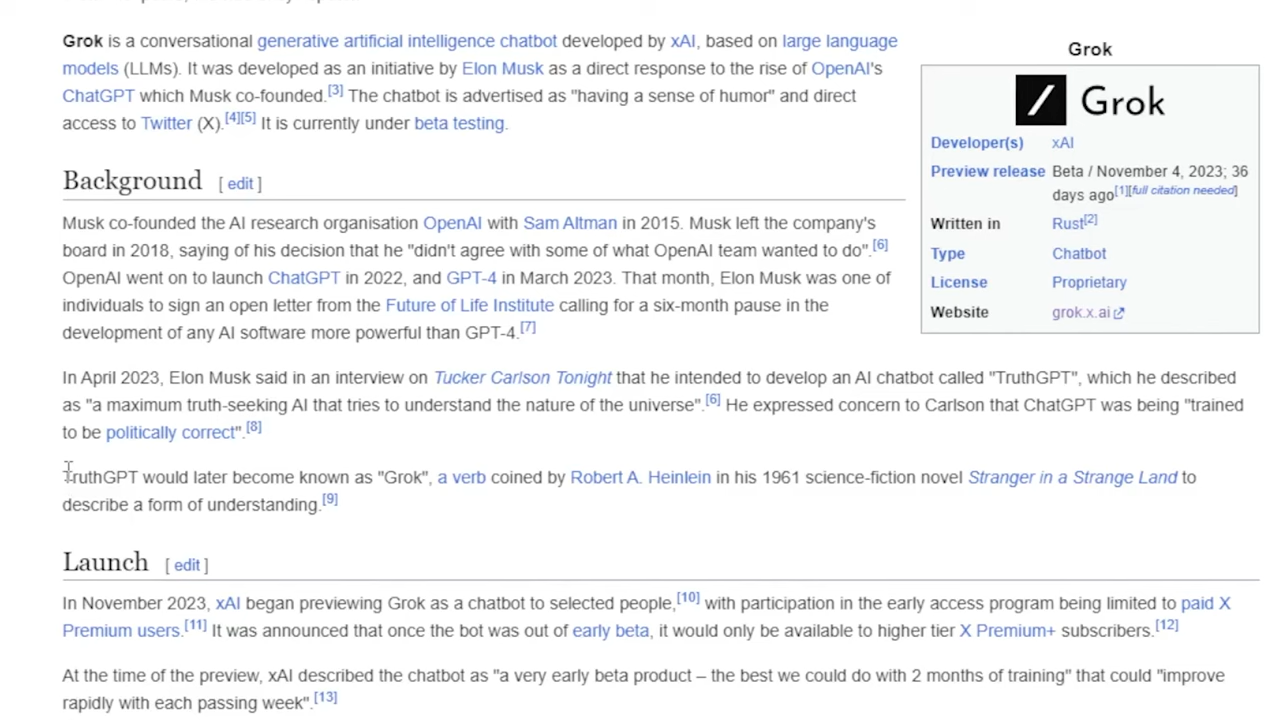 Grok is a conversational generative artificial intelligence chatbot developed by xAI, based on large language
models (LLMs). It was developed as an initiative by Elon Musk as a direct response to the rise of OpenAI's
ChatGPT which Musk co-founded.[3] The chatbot is advertised as "having a sense of humor" and direct
access to Twitter (X).[4][5] It is currently under beta testing.
Grok
Grok
Developer(s) xAI
Preview release Beta / November 4, 2023; 36
days ago[1][full citation needed]
Written in Rust[2]
Type Chatbot
License Proprietary
Website grok.x.ai
Background [ edit ]
Musk co-founded the AI research organisation OpenAI with Sam Altman in 2015. Musk left the company's
board in 2018, saying of his decision that he "didn't agree with some of what OpenAI team wanted to do".[6]
OpenAI went on to launch ChatGPT in 2022, and GPT-4 in March 2023. That month, Elon Musk was one of
individuals to sign an open letter from the Future of Life Institute calling for a six-month pause in the
development of any AI software more powerful than GPT-4.[7]
In April 2023, Elon Musk said in an interview on Tucker Carlson Tonight that he intended to develop an AI chatbot called "TruthGPT", which he described
as "a maximum truth-seeking AI that tries to understand the nature of the universe".[6] He expressed concern to Carlson that ChatGPT was being "trained
to be politically correct".[8]
TruthGPT would later become known as "Grok", a verb coined by Robert A. Heinlein in his 1961 science-fiction novel Stranger in a Strange Land to
describe a form of understanding.[9]
Launch [ edit ]
In November 2023, xAI began previewing Grok as a chatbot to selected people,[10] with participation in the early access program being limited to paid X
Premium users.[11] It was announced that once the bot was out of early beta, it would only be available to higher tier X Premium+ subscribers.[12]
At the time of the preview, xAI described the chatbot as "a very early beta product – the best we could do with 2 months of training" that could "improve
rapidly with each passing week".[13]